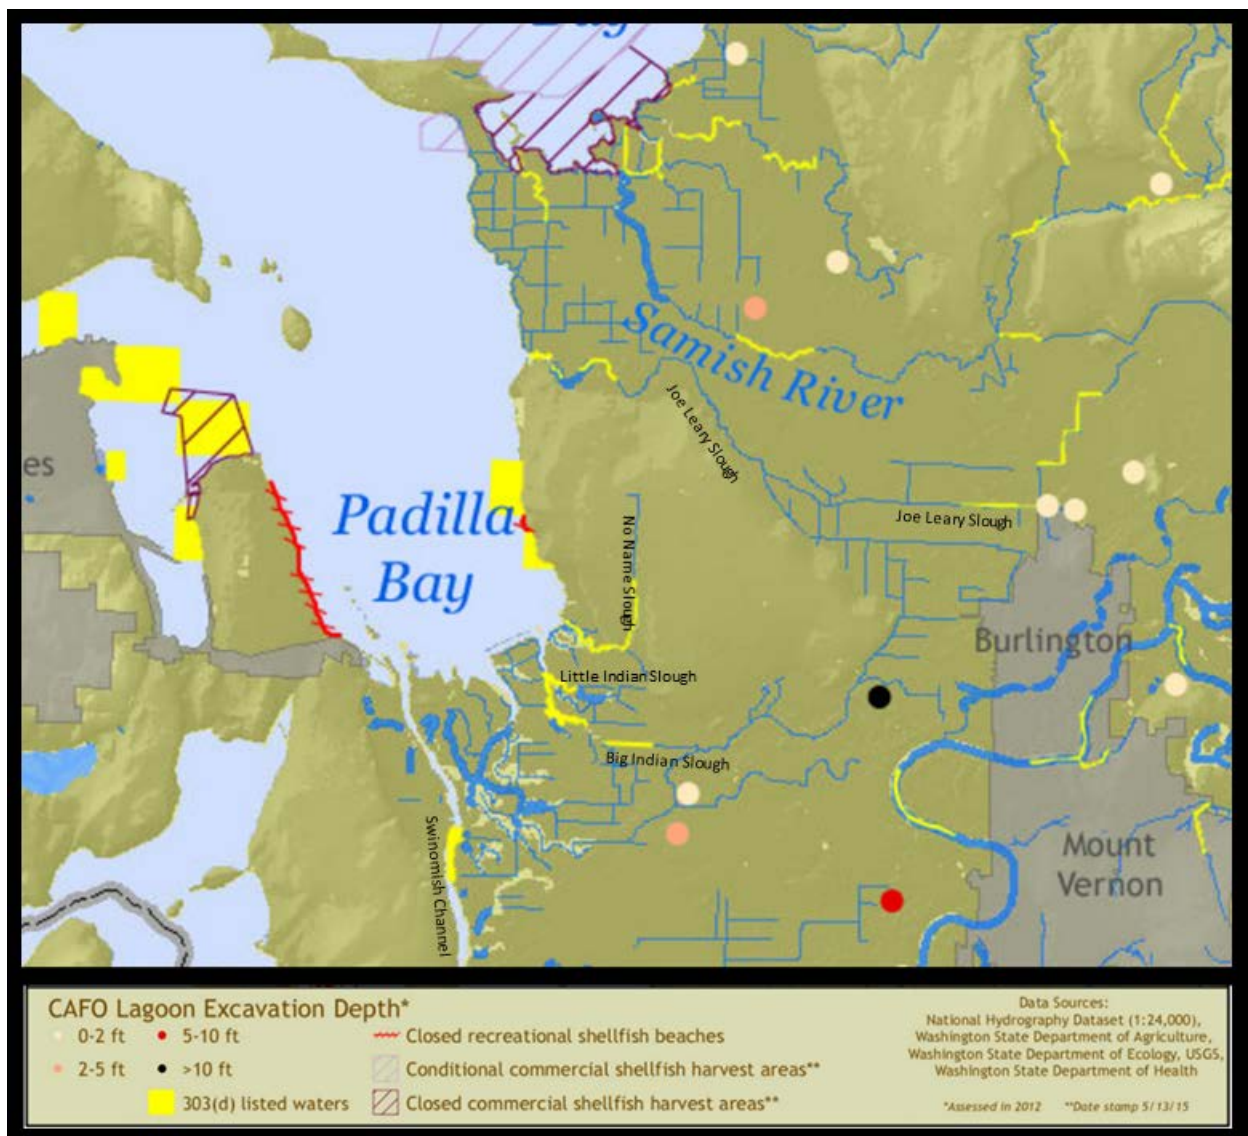 Bay
Samish River
Joe Leary Slough
es
Padilla
Bay
No Name Slough
Joe Leary Slough
Burlington
Little Indian Slough
Big Indian Slough
Swinomish Channel
Mount
Vernon
CAFO Lagoon Excavation Depth*
0-2 ft
5-10 ft
Closed recreational shellfish beaches
2-5 ft
>10 ft
Conditional commercial shellfish harvest areas**
303(d) listed waters
Closed commercial shellfish harvest areas**
Data Sources:
National Hydrography Dataset (1:24,000),
Washington State Department of Agriculture,
Washington State Department of Ecology, USGS,
Washington State Department of Health
*Assessed in 2012 **Date stamp 5/13/15